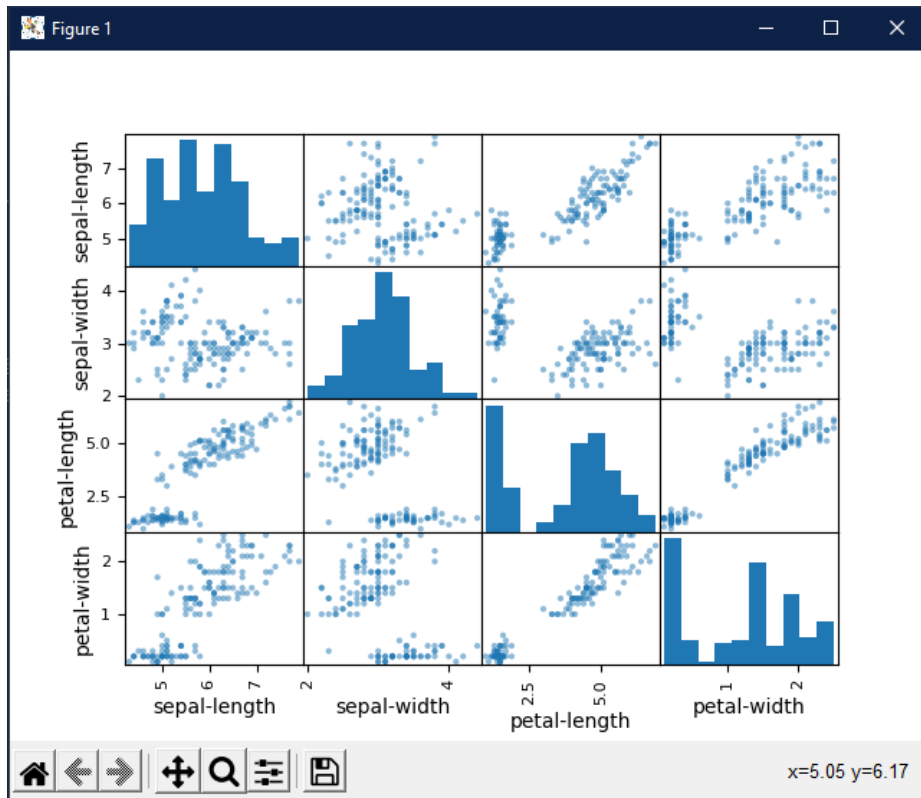 Figure 1
sepal-length
7
6
5
sepal-width
4
3
2
petal-length
5.0
2.5
petal-width
2
1
5 6 7 2 4 2.5 5.0 1 2
sepal-length sepal-width petal-length petal-width
x=5.05 y=6.17